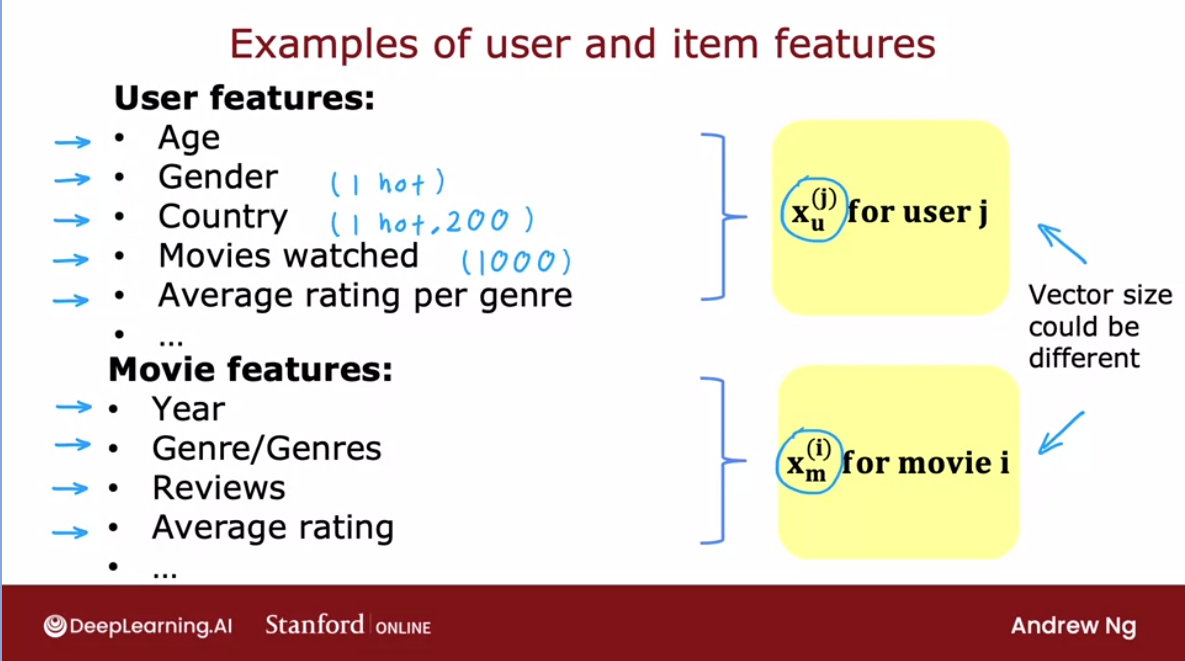 Examples of user and item features
User features:
• Age
• Gender (1 hot)
• Country (1 hot, 200)
• Movies watched (1000)
• Average rating per genre
• ...
x_u^(j) for user j
Vector size
could be
different
Movie features:
• Year
• Genre/Genres
• Reviews
• Average rating
• ...
x_m^(i) for movie i
DeepLearning.AI Stanford | ONLINE Andrew Ng